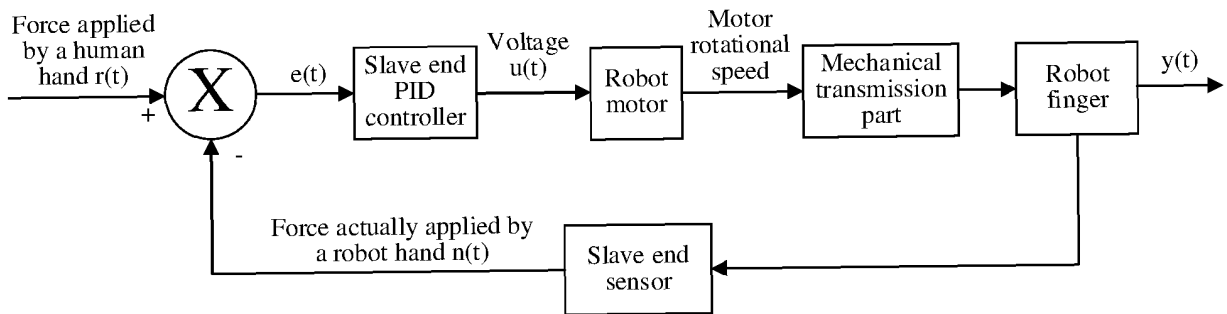 Force applied
by a human
hand r(t)
+
X
-
e(t)
Slave end
PID
controller
Voltage
u(t)
Robot
motor
Motor
rotational
speed
Mechanical
transmission
part
Robot
finger
y(t)
Force actually applied by
a robot hand n(t)
Slave end
sensor